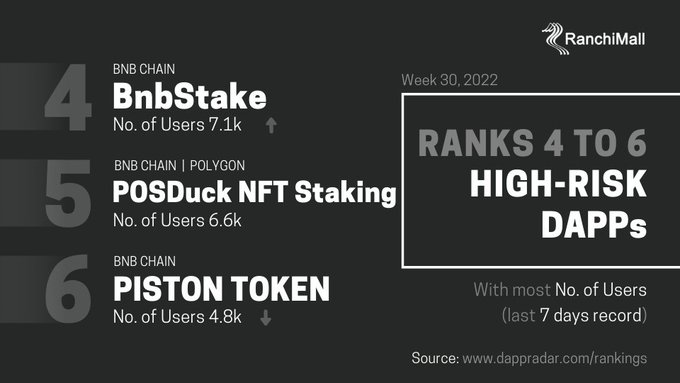 RanchiMall
Week 30, 2022
RANKS 4 TO 6
HIGH-RISK
DAPPs
4
BNB CHAIN
BnbStake
No. of Users 7.1k
5
BNB CHAIN | POLYGON
POSDuck NFT Staking
No. of Users 6.6k
6
BNB CHAIN
PISTON TOKEN
No. of Users 4.8k
With most No. of Users
(last 7 days record)
Source: www.dappradar.com/rankings